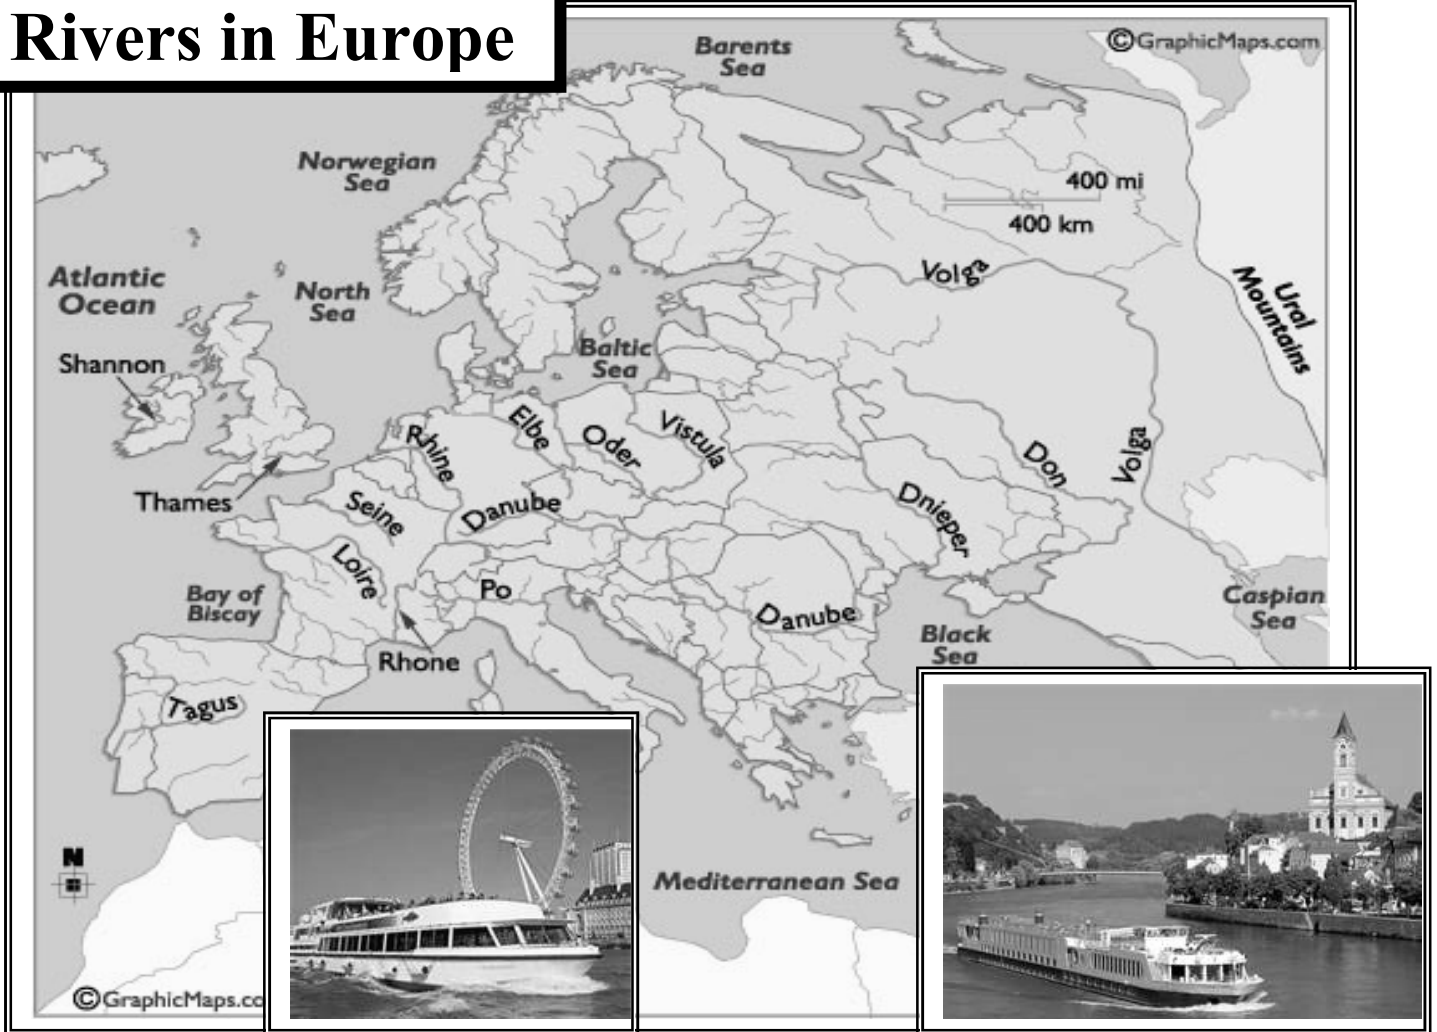 Rivers in Europe
Barents
Sea
©GraphicMaps.com
Norwegian
Sea
400 mi
400 km
Atlantic
Ocean
North
Sea
Volga
Ural
Mountains
Shannon
Baltic
Sea
Rhine
Elbe
Oder
Vistula
Don
Volga
Thames
Seine
Danube
Dnieper
Loire
Po
Bay of
Biscay
Danube
Caspian
Sea
Black
Sea
Rhone
Tagus
N
Mediterranean Sea
©GraphicMaps.co